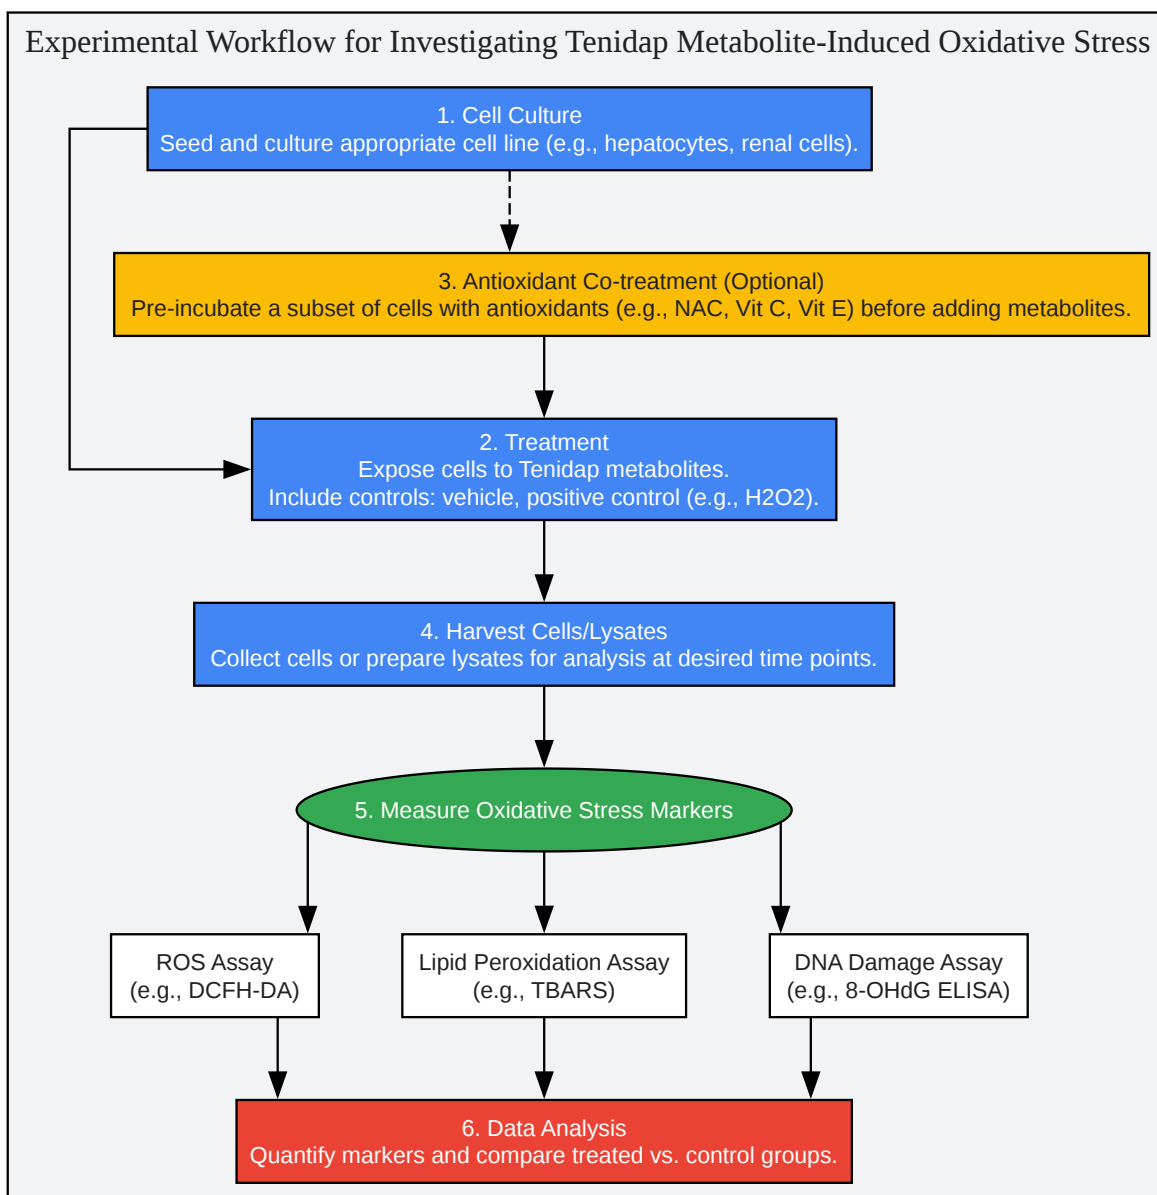 Experimental Workflow for Investigating Tenidap Metabolite-Induced Oxidative Stress
1. Cell Culture
Seed and culture appropriate cell line (e.g., hepatocytes, renal cells).
3. Antioxidant Co-treatment (Optional)
Pre-incubate a subset of cells with antioxidants (e.g., NAC, Vit C, Vit E) before adding metabolites.
2. Treatment
Expose cells to Tenidap metabolites.
Include controls: vehicle, positive control (e.g., H2O2).
4. Harvest Cells/Lysates
Collect cells or prepare lysates for analysis at desired time points.
5. Measure Oxidative Stress Markers
ROS Assay
(e.g., DCFH-DA)
Lipid Peroxidation Assay
(e.g., TBARS)
DNA Damage Assay
(e.g., 8-OHdG ELISA)
6. Data Analysis
Quantify markers and compare treated vs. control groups.